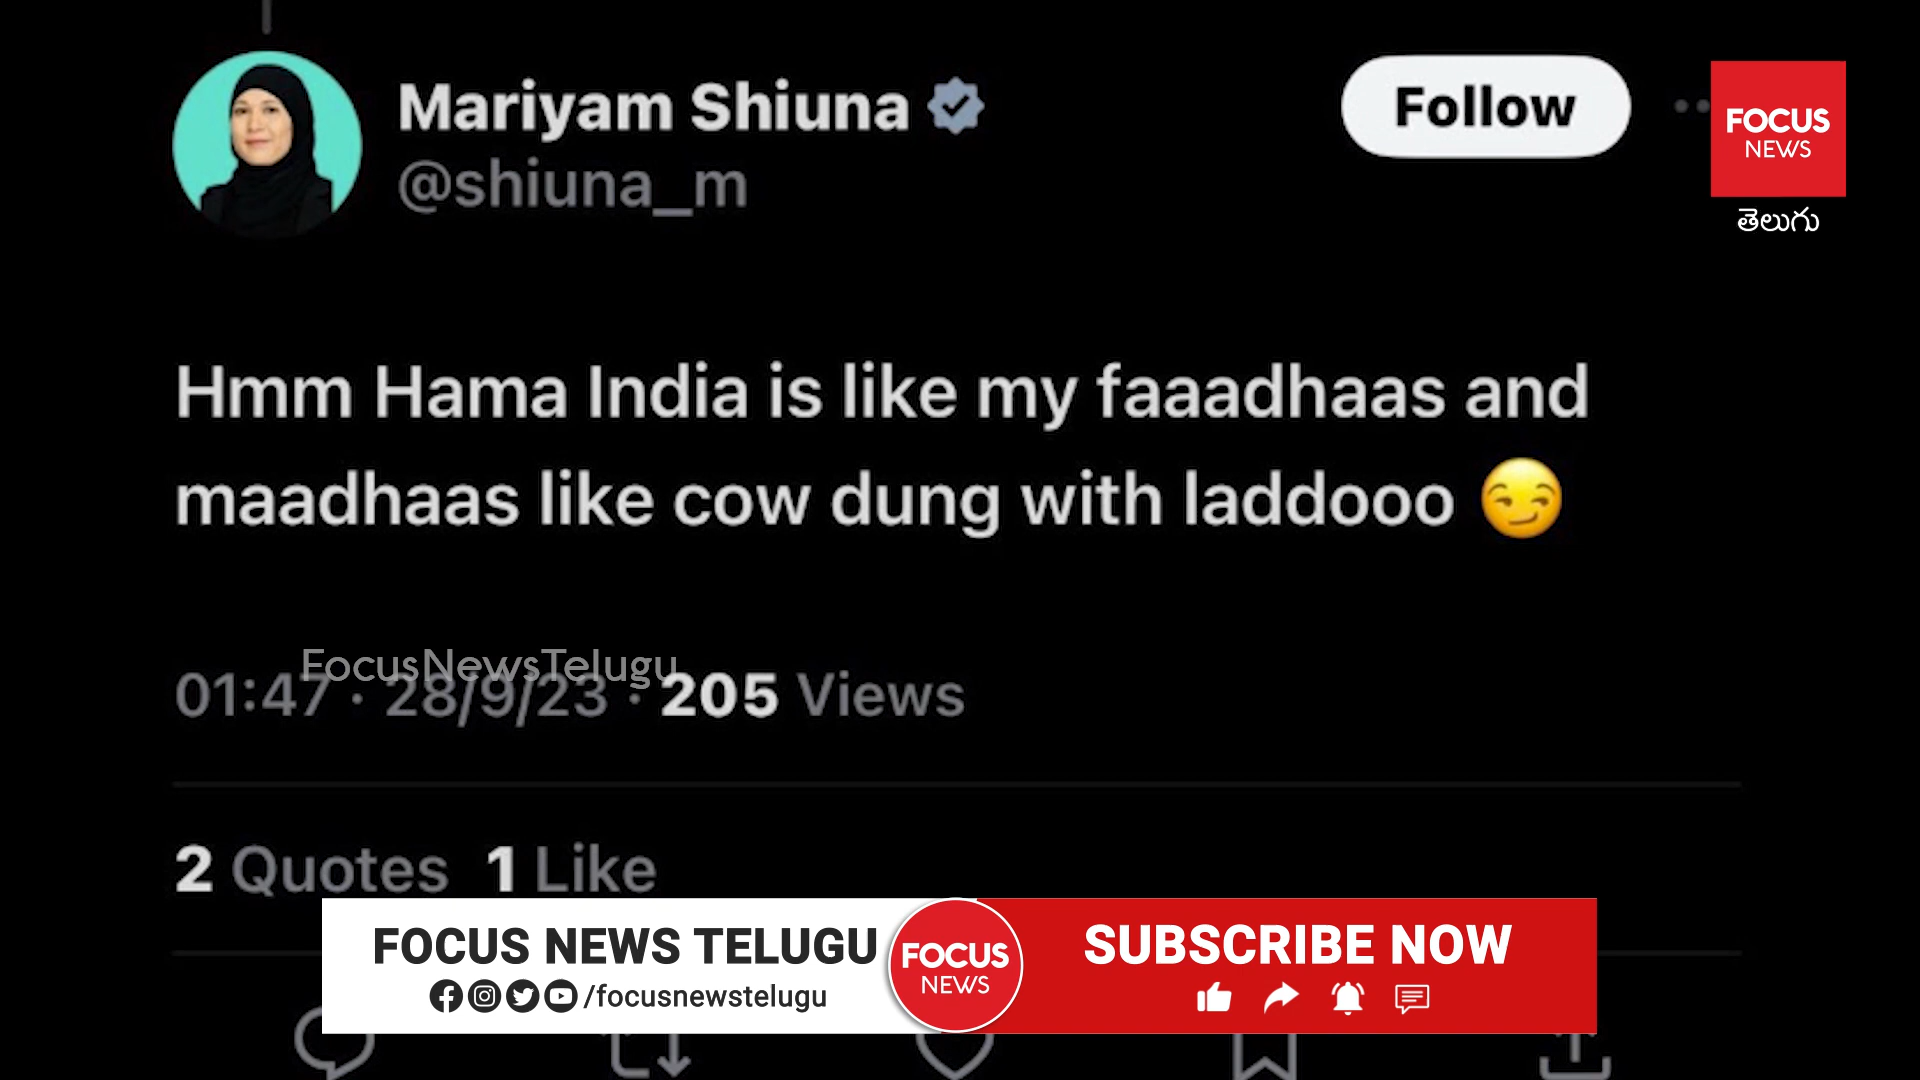 Mariyam Shiuna
@shiuna_m
Follow
FOCUS
NEWS
తెలుగు
Hmm Hama India is like my faaadhaas and
maadhaas like cow dung with laddooo 😏
FocusNewsTelugu
01:47 · 28/9/23 · 205 Views
2 Quotes 1 Like
FOCUS NEWS TELUGU
/focusnewstelugu
FOCUS
NEWS
SUBSCRIBE NOW